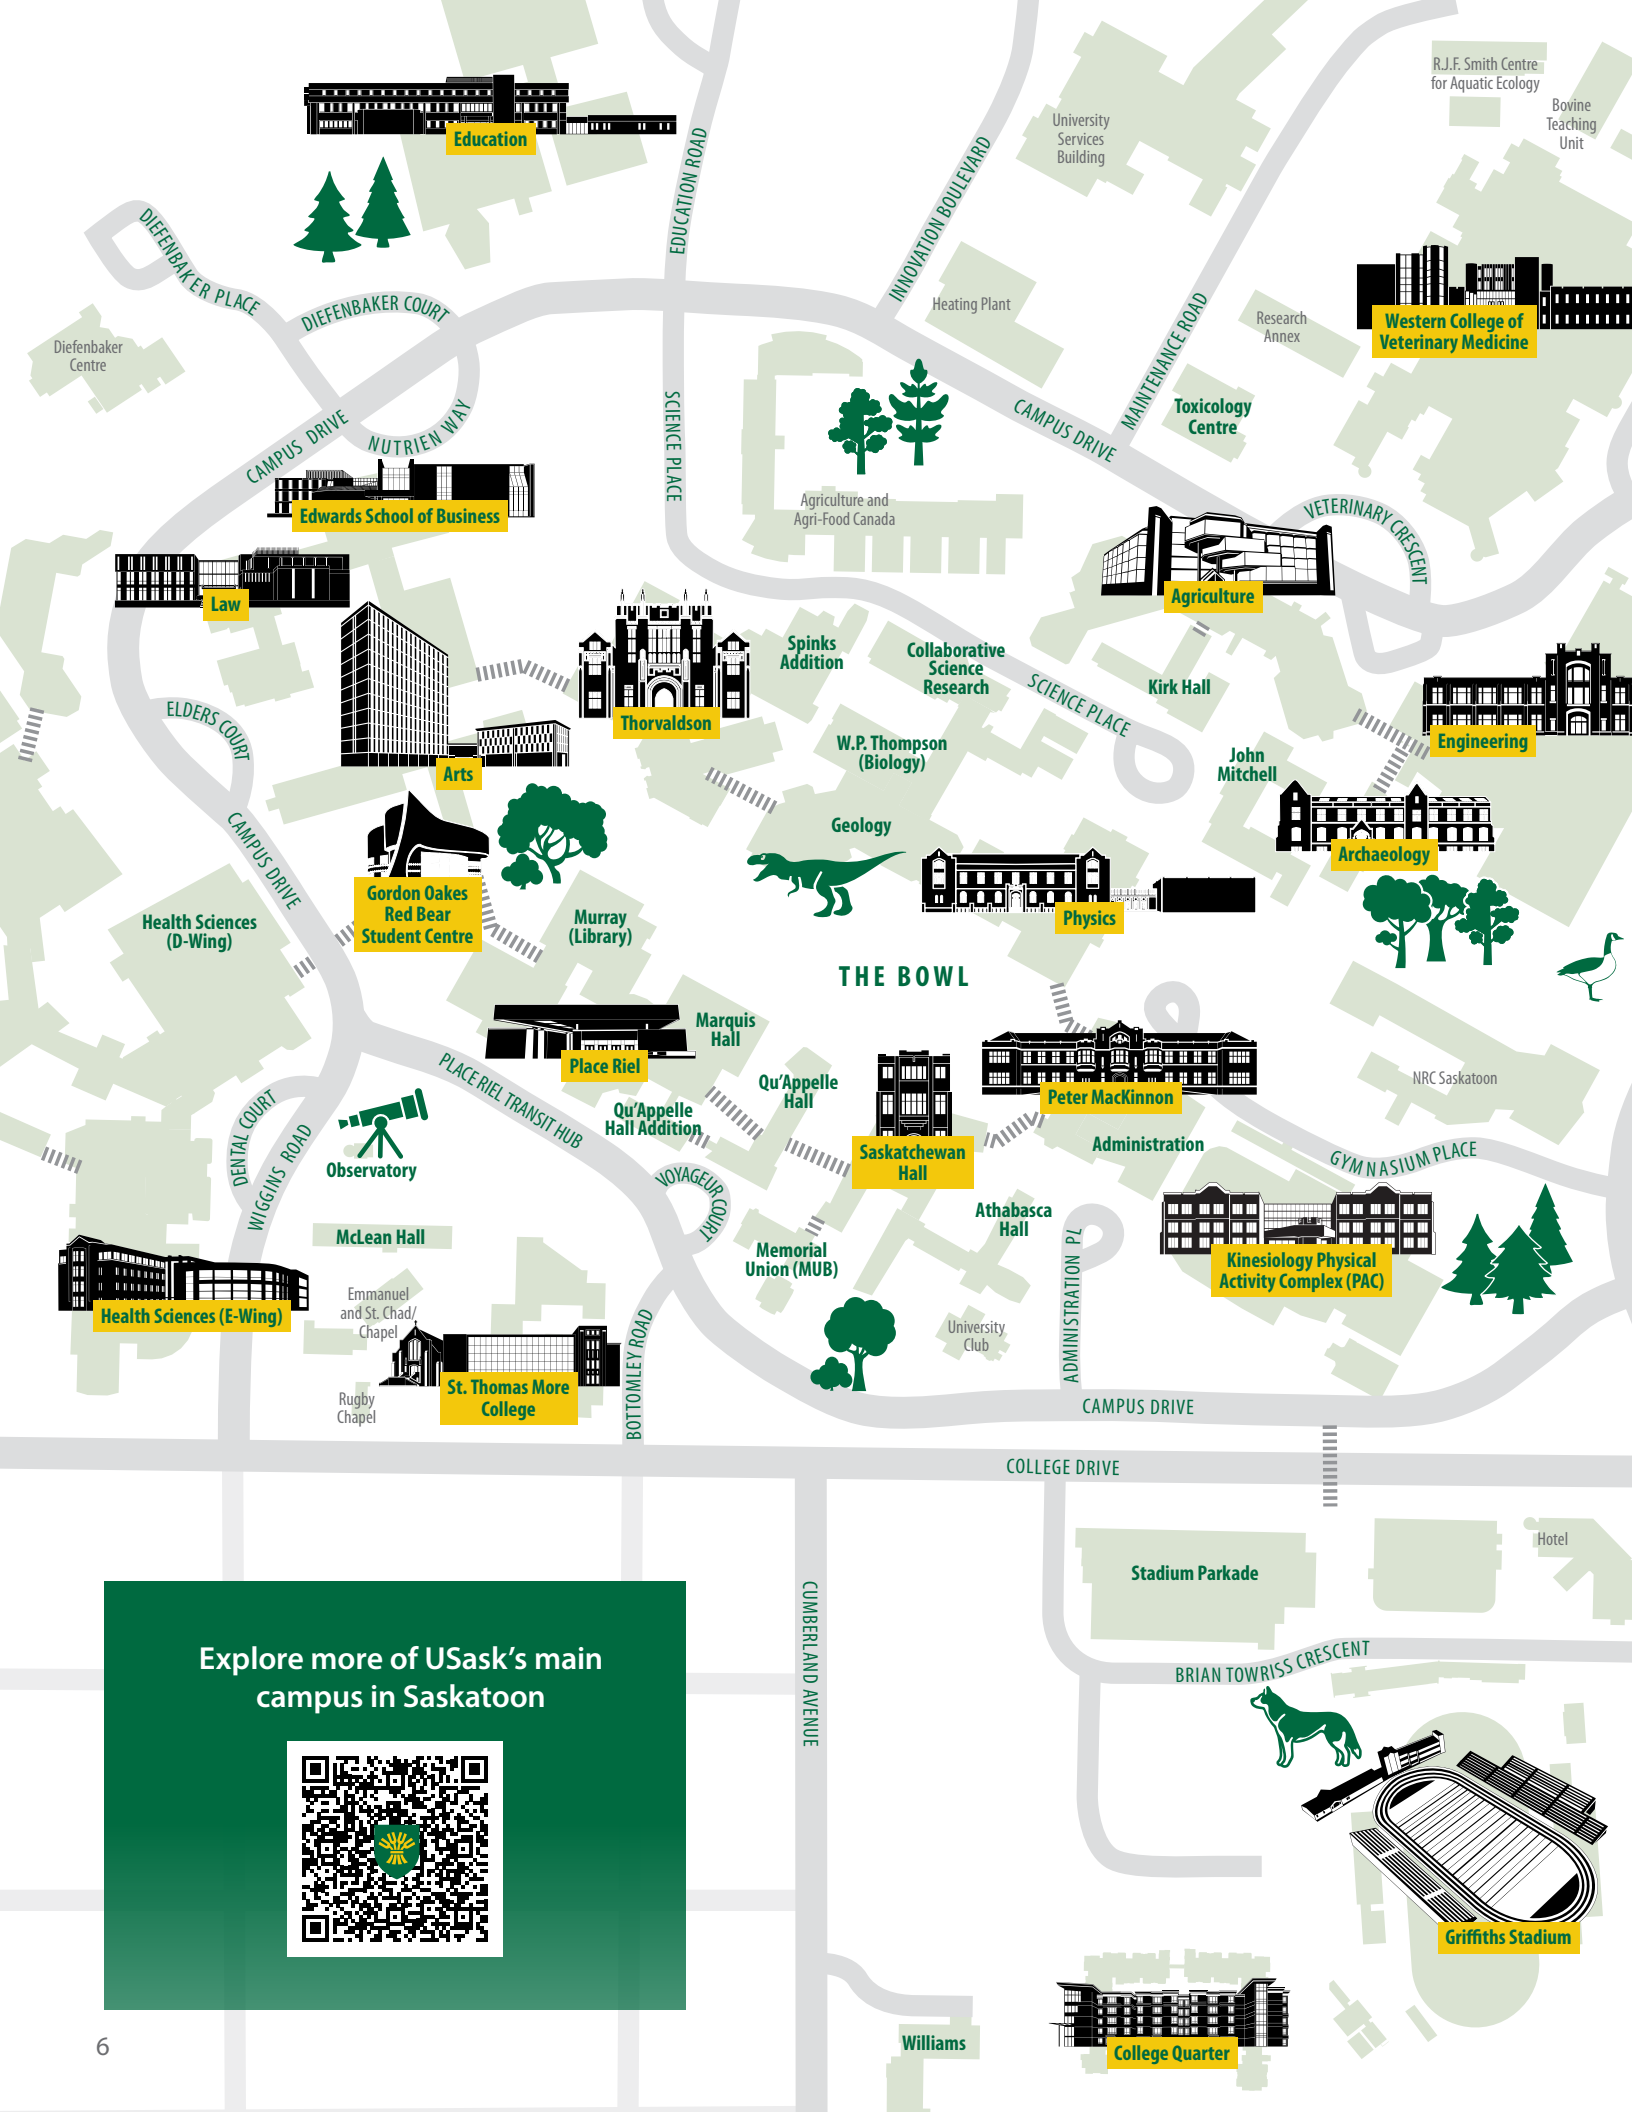 R.J.F. Smith Centre
for Aquatic Ecology
Bovine
Teaching
Unit
University
Services
Building
Education
EDUCATION ROAD
INNOVATION BOULEVARD
DIEFENBAKER PLACE
DIEFENBAKER COURT
Heating Plant
MAINTENANCE ROAD
Research
Annex
Western College of
Veterinary Medicine
Diefenbaker
Centre
SCIENCE PLACE
CAMPUS DRIVE
Toxicology
Centre
CAMPUS DRIVE
NUTRIEN WAY
Agriculture and
Agri-Food Canada
Edwards School of Business
VETERINARY CRESCENT
Law
Agriculture
Spinks
Addition
Collaborative
Science
Research
SCIENCE PLACE
Kirk Hall
ELDERS COURT
Thorvaldson
W.P. Thompson
(Biology)
Engineering
John
Mitchell
Arts
CAMPUS DRIVE
Geology
Archaeology
Gordon Oakes
Red Bear
Student Centre
Health Sciences
(D-Wing)
Murray
(Library)
Physics
THE BOWL
Marquis
Hall
Place Riel
PLACE RIEL TRANSIT HUB
Qu'Appelle
Hall
NRC Saskatoon
Peter MacKinnon
Qu'Appelle
Hall Addition
DENTAL COURT
WIGGINS ROAD
Observatory
Administration
Saskatchewan
Hall
GYMNASIUM PLACE
VOYAGEUR COURT
Athabasca
Hall
McLean Hall
Memorial
Union (MUB)
ADMINISTRATION PL
Kinesiology Physical
Activity Complex (PAC)
Health Sciences (E-Wing)
Emmanuel
and St. Chad/
Chapel
University
Club
BOTTOMLEY ROAD
St. Thomas More
College
Rugby
Chapel
CAMPUS DRIVE
COLLEGE DRIVE
Hotel
Stadium Parkade
CUMBERLAND AVENUE
BRIAN TOWRISS CRESCENT
Explore more of USask's main
campus in Saskatoon
Griffiths Stadium
Williams
College Quarter
6